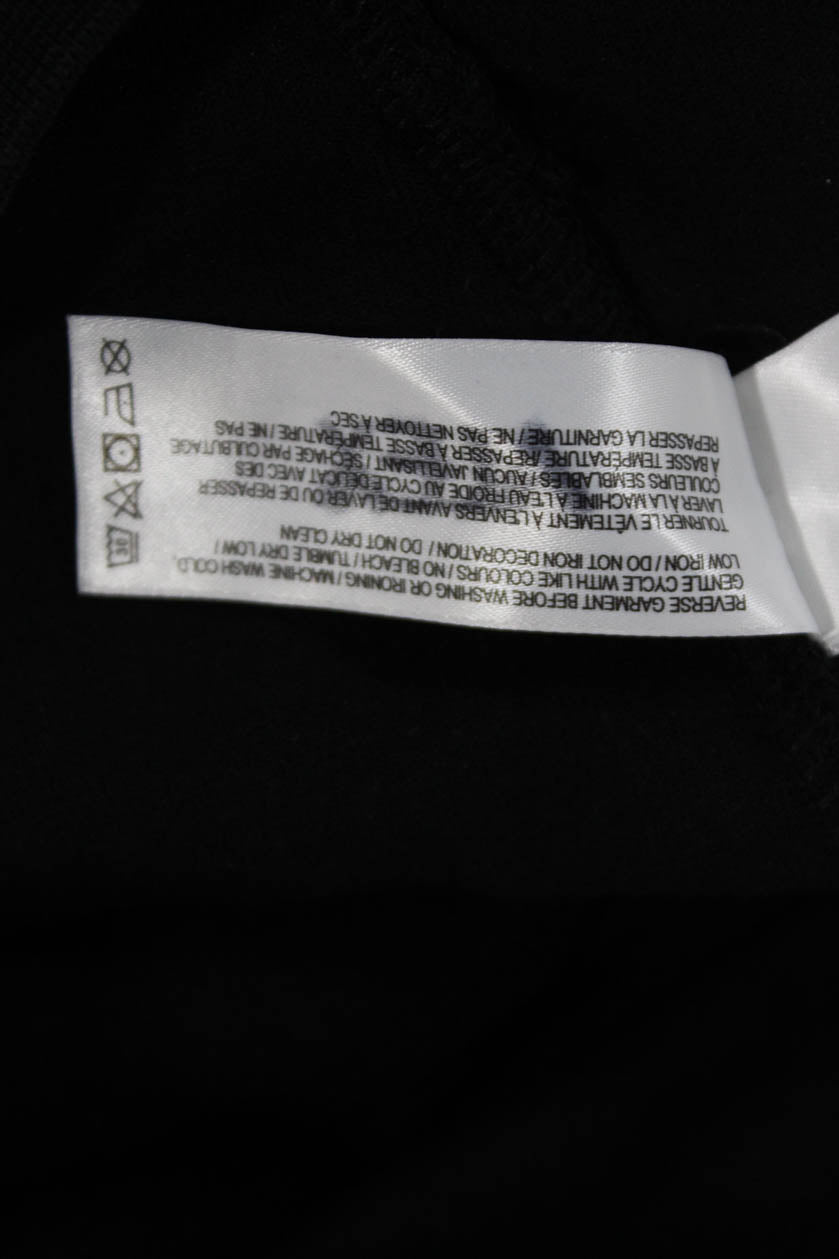 REVERSE GARMENT BEFORE WASHING OR IRONING / MACHINE WASH COLD,
GENTLE CYCLE WITH LIKE COLOURS / NO BLEACH / TUMBLE DRY LOW /
LOW IRON / DO NOT IRON DECORATION / DO NOT DRY CLEAN
TOURNER LE VÊTEMENT À L'ENVERS AVANT DE LAVER OU DE REPASSER
LAVER À LA MACHINE À L'EAU FROIDE AU CYCLE DÉLICAT AVEC DES
COULEURS SEMBLABLES / AUCUN JAVELLISANT / SÉCHAGE PAR CULBUTAGE
À BASSE TEMPÉRATURE / REPASSER À BASSE TEMPÉRATURE / NE PAS
REPASSER LA GARNITURE / NE PAS NETTOYER À SEC
30